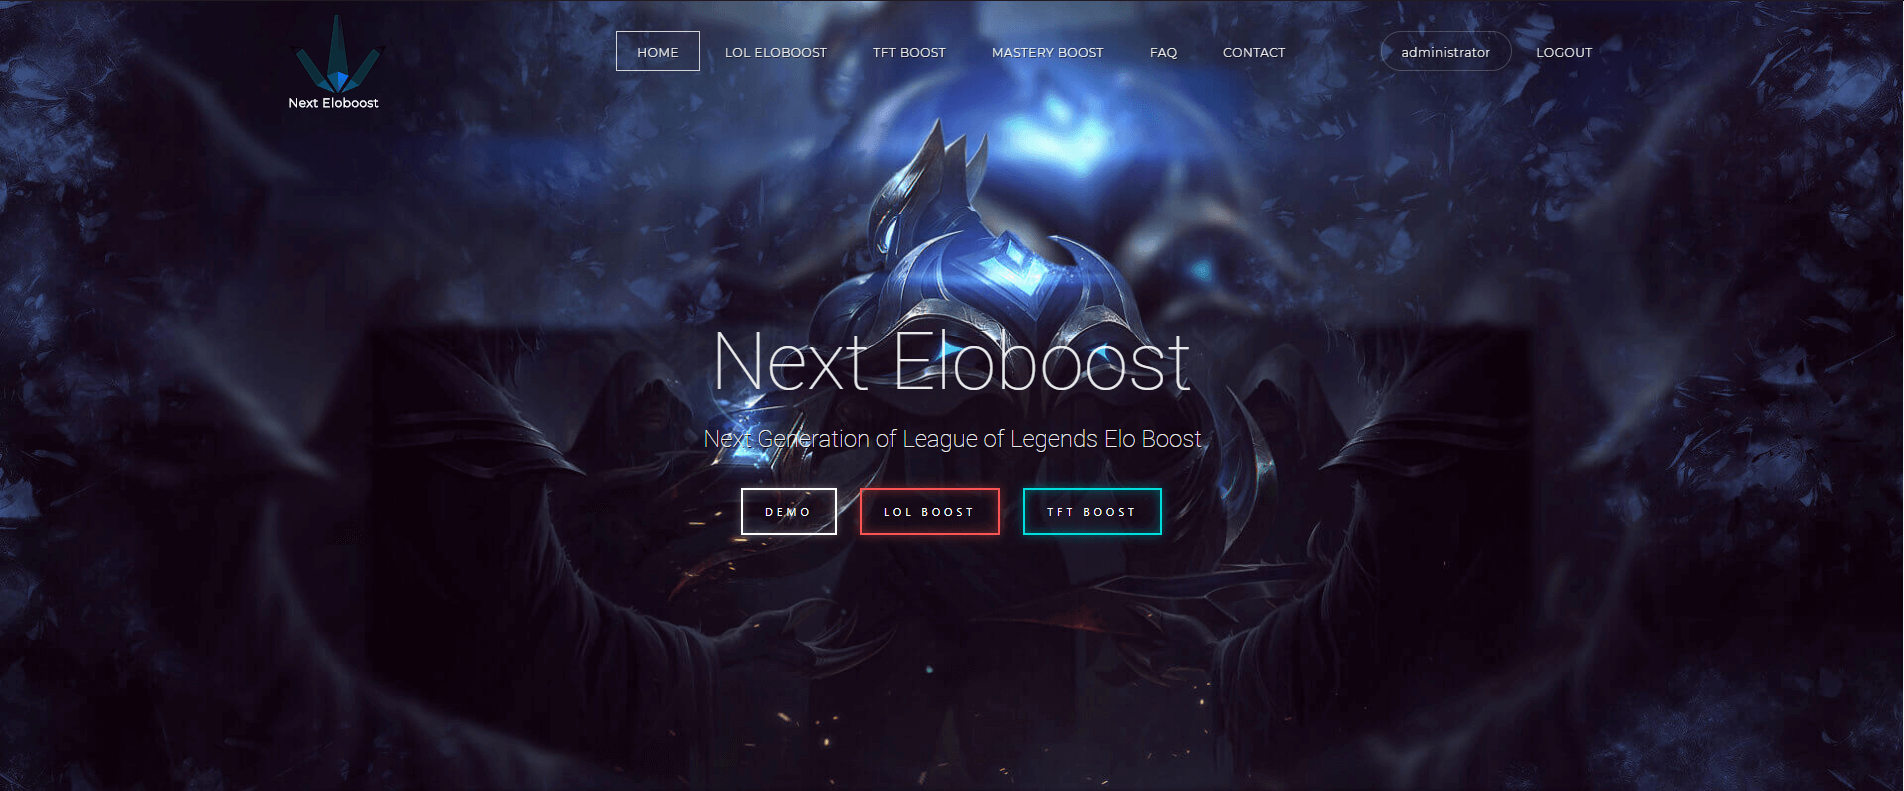 Next Eloboost
HOME LOL ELOBOOST TFT BOOST MASTERY BOOST FAQ CONTACT administrator LOGOUT
Next Eloboost
Next Generation of League of Legends Elo Boost
DEMO LOL BOOST TFT BOOST